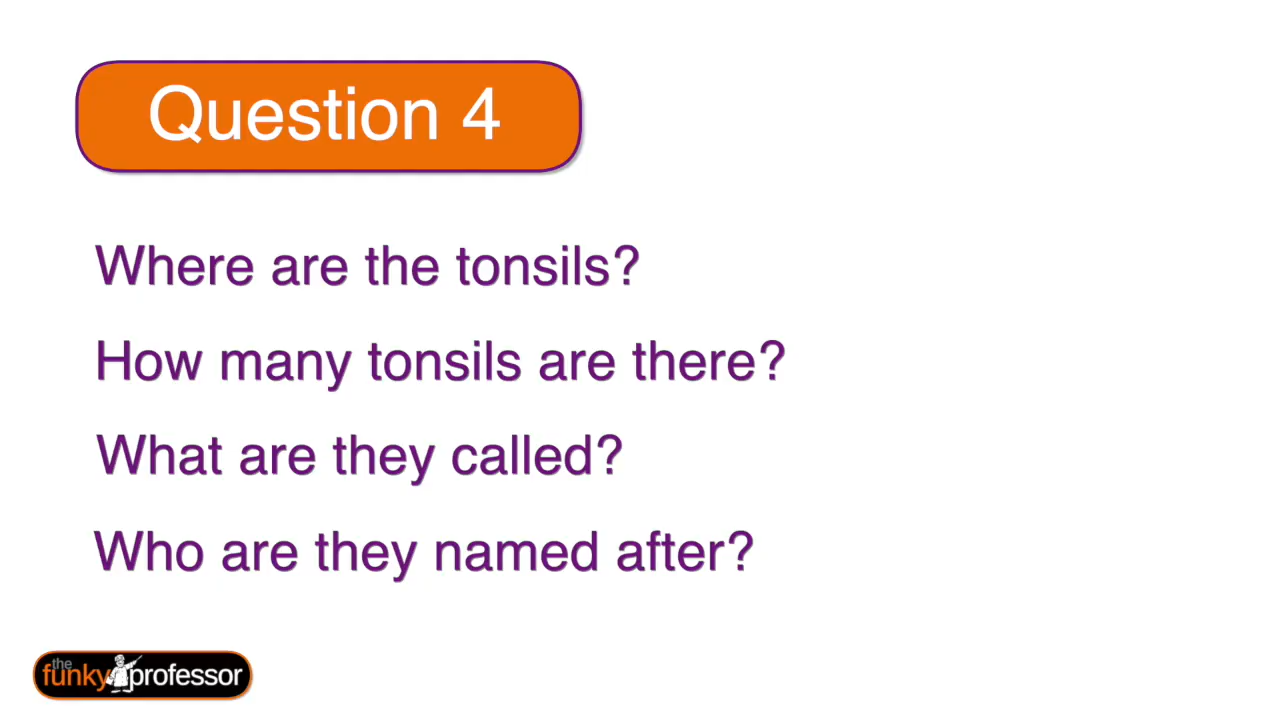 Question 4
Where are the tonsils?
How many tonsils are there?
What are they called?
Who are they named after?
the
funky professor